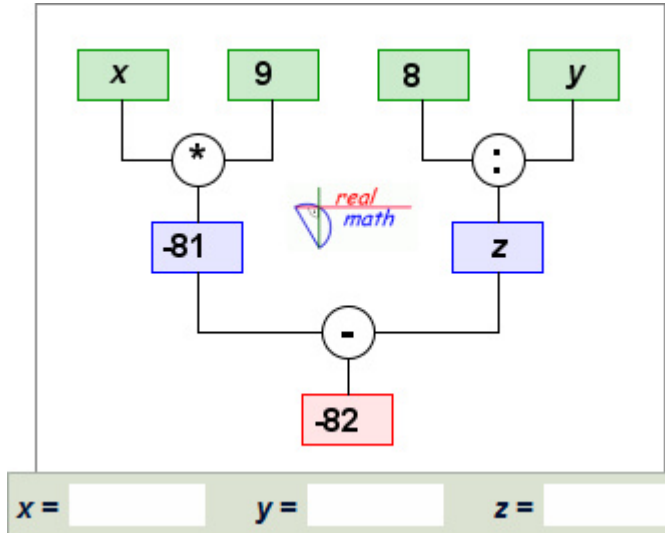 x 9 8 y
* :
real
math
-81 z
-
-82
x = y = z =